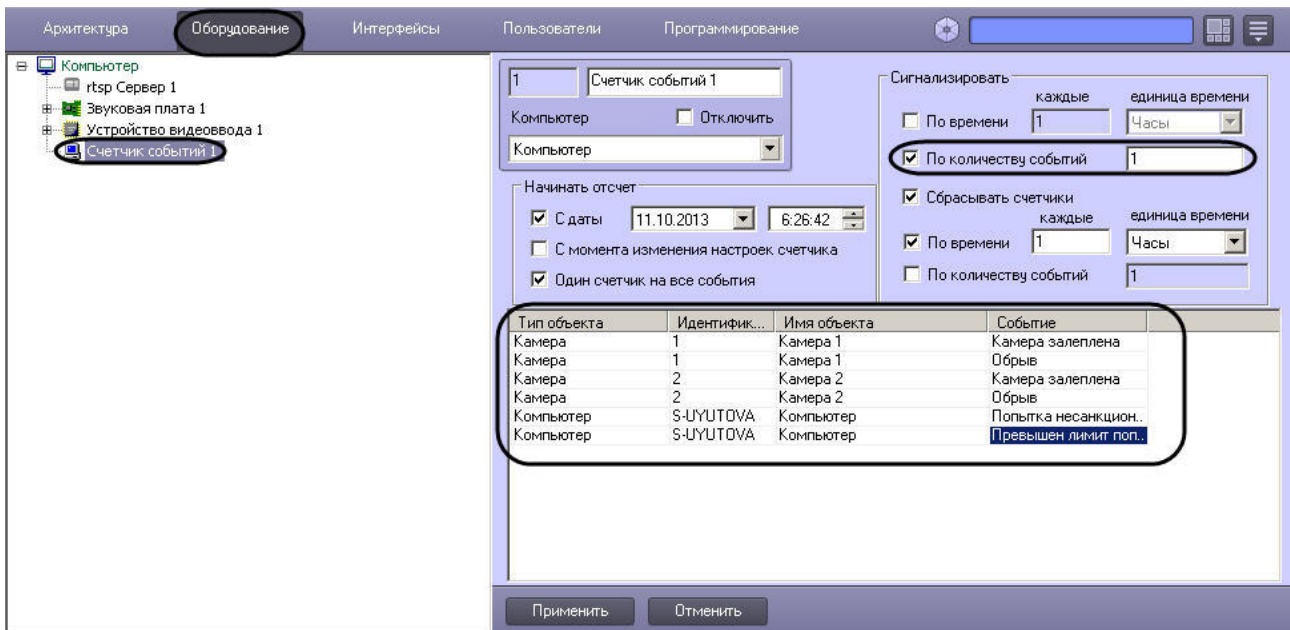 Архитектура Оборудование Интерфейсы Пользователи Программирование
Компьютер
rtsp Сервер 1
Звуковая плата 1
Устройство видеоввода 1
Счетчик событий 1
1 Счетчик событий 1
Компьютер Отключить
Компьютер
Начинать отсчет
С даты 11.10.2013 6:26:42
С момента изменения настроек счетчика
Один счетчик на все события
Сигнализировать
каждые единица времени
По времени 1 Часы
По количеству событий 1
Сбрасывать счетчики
каждые единица времени
По времени 1 Часы
По количеству событий 1
Тип объекта Идентифик... Имя объекта Событие
Камера 1 Камера 1 Камера залеплена
Камера 1 Камера 1 Обрыв
Камера 2 Камера 2 Камера залеплена
Камера 2 Камера 2 Обрыв
Компьютер S-UYUTOVA Компьютер Попытка несанкцион..
Компьютер S-UYUTOVA Компьютер Превышен лимит поп..
Применить Отменить